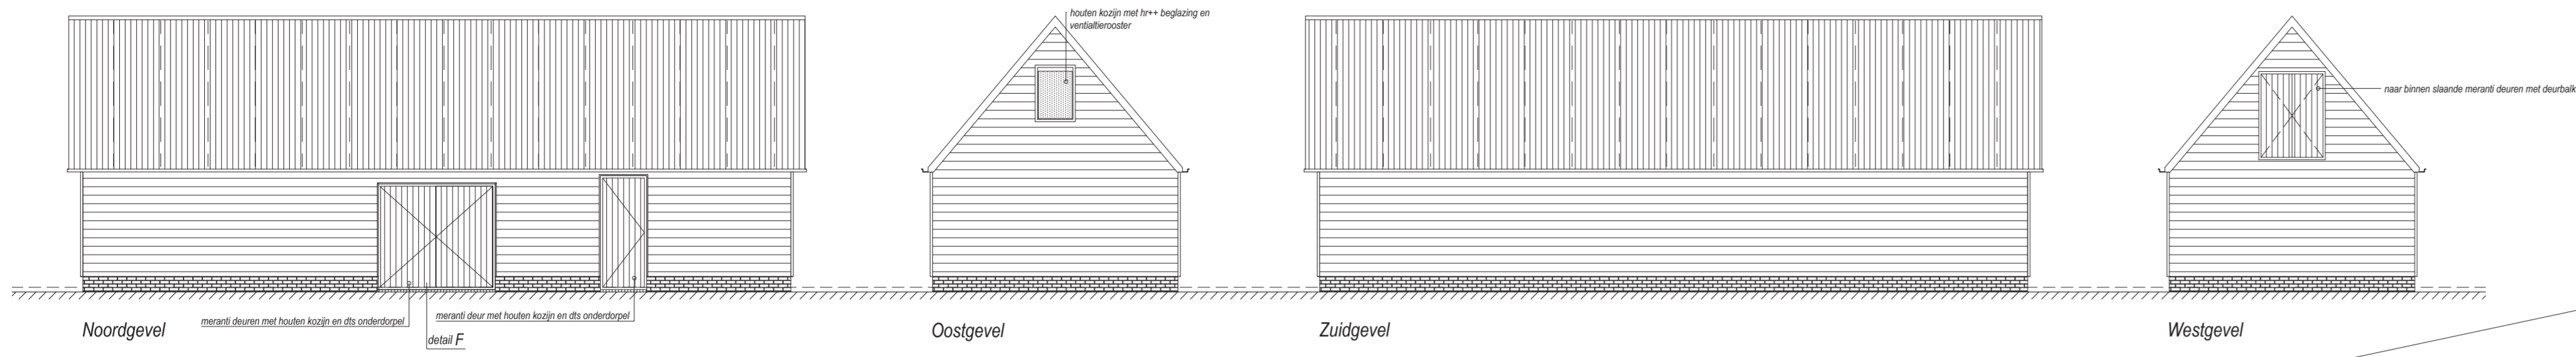 houten kozijn met hr++ beglazing en
ventialtierooster
naar binnen slaande meranti deuren met deurbalk
meranti deuren met houten kozijn en dts onderdorpel
meranti deur met houten kozijn en dts onderdorpel
detail F
Noordgevel
Oostgevel
Zuidgevel
Westgevel